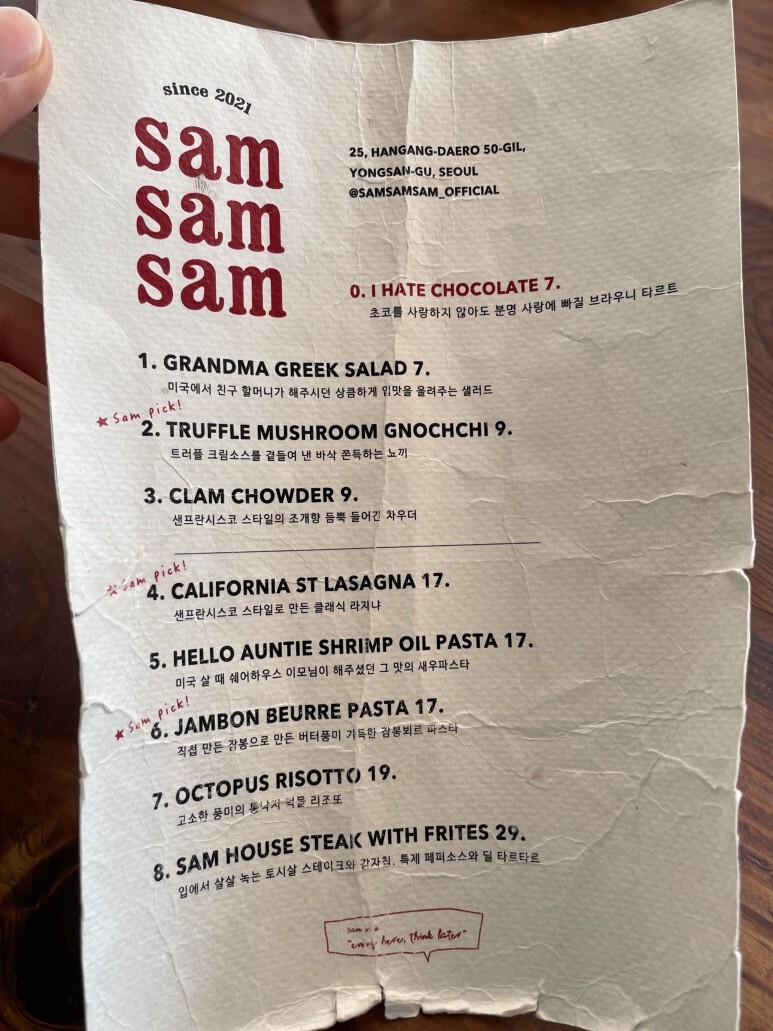 since 2021
sam
sam
sam
25, HANGANG-DAERO 50-GIL,
YONGSAN-GU, SEOUL
@SAMSAMSAM_OFFICIAL
0. I HATE CHOCOLATE 7.
초코를 사랑하지 않아도 분명 사랑에 빠질 브라우니 타르트
1. GRANDMA GREEK SALAD 7.
미국에서 친구 할머니가 해주시던 상큼하게 입맛을 올려주는 샐러드
★ Sam pick!
2. TRUFFLE MUSHROOM GNOCHCHI 9.
트러플 크림소스를 곁들여 낸 바삭 쫀득하는 뇨끼
3. CLAM CHOWDER 9.
샌프란시스코 스타일의 조개향 듬뿍 들어간 차우더
★ Sam pick!
4. CALIFORNIA ST LASAGNA 17.
샌프란시스코 스타일로 만든 클래식 라자냐
5. HELLO AUNTIE SHRIMP OIL PASTA 17.
미국 살 때 쉐어하우스 이모님이 해주셨던 그 맛의 새우파스타
★ Sam pick!
6. JAMBON BEURRE PASTA 17.
직접 만든 잠봉으로 만든 버터풍미 가득한 잠봉뵈르 파스타
7. OCTOPUS RISOTTO 19.
고소한 풍미의 통낙지 먹물 리조또
8. SAM HOUSE STEAK WITH FRITES 29.
입에서 살살 녹는 토시살 스테이크와 감자칩, 특제 페퍼소스와 딜 타르타르
"enjoy here, think later"